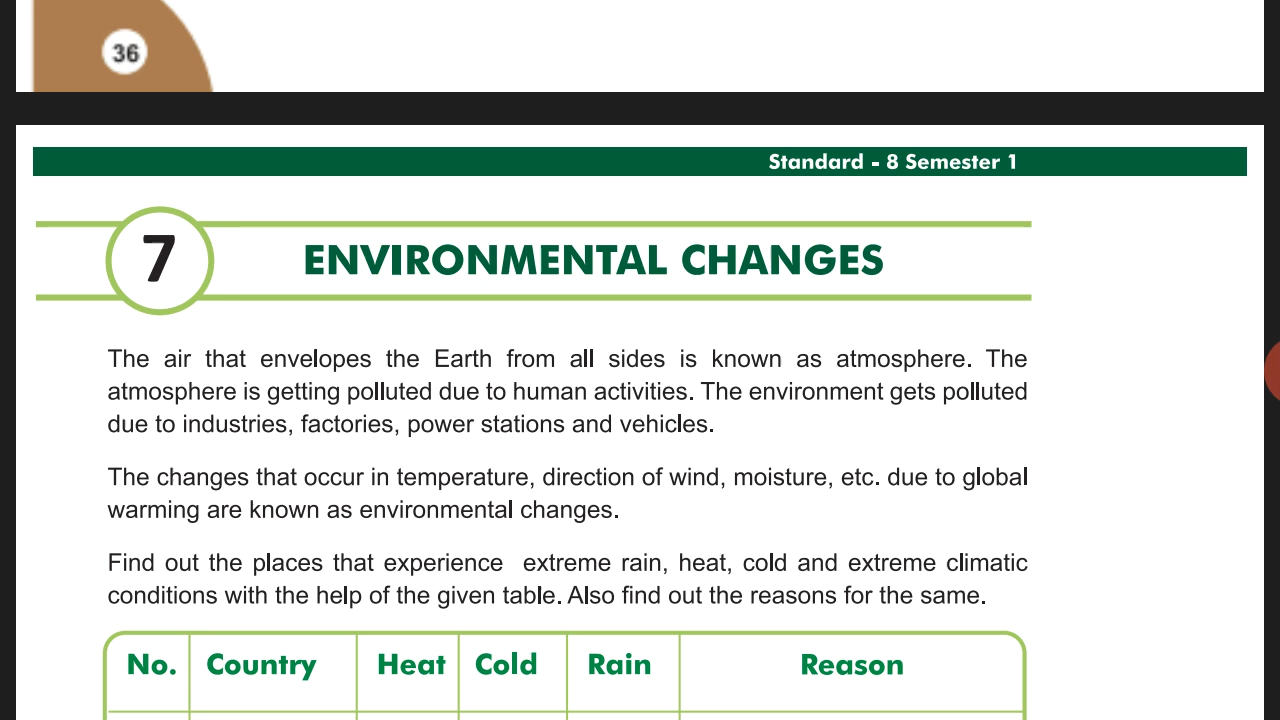 36
Standard - 8 Semester 1
7
ENVIRONMENTAL CHANGES
The air that envelopes the Earth from all sides is known as atmosphere. The
atmosphere is getting polluted due to human activities. The environment gets polluted
due to industries, factories, power stations and vehicles.
The changes that occur in temperature, direction of wind, moisture, etc. due to global
warming are known as environmental changes.
Find out the places that experience extreme rain, heat, cold and extreme climatic
conditions with the help of the given table. Also find out the reasons for the same.
No. Country Heat Cold Rain Reason